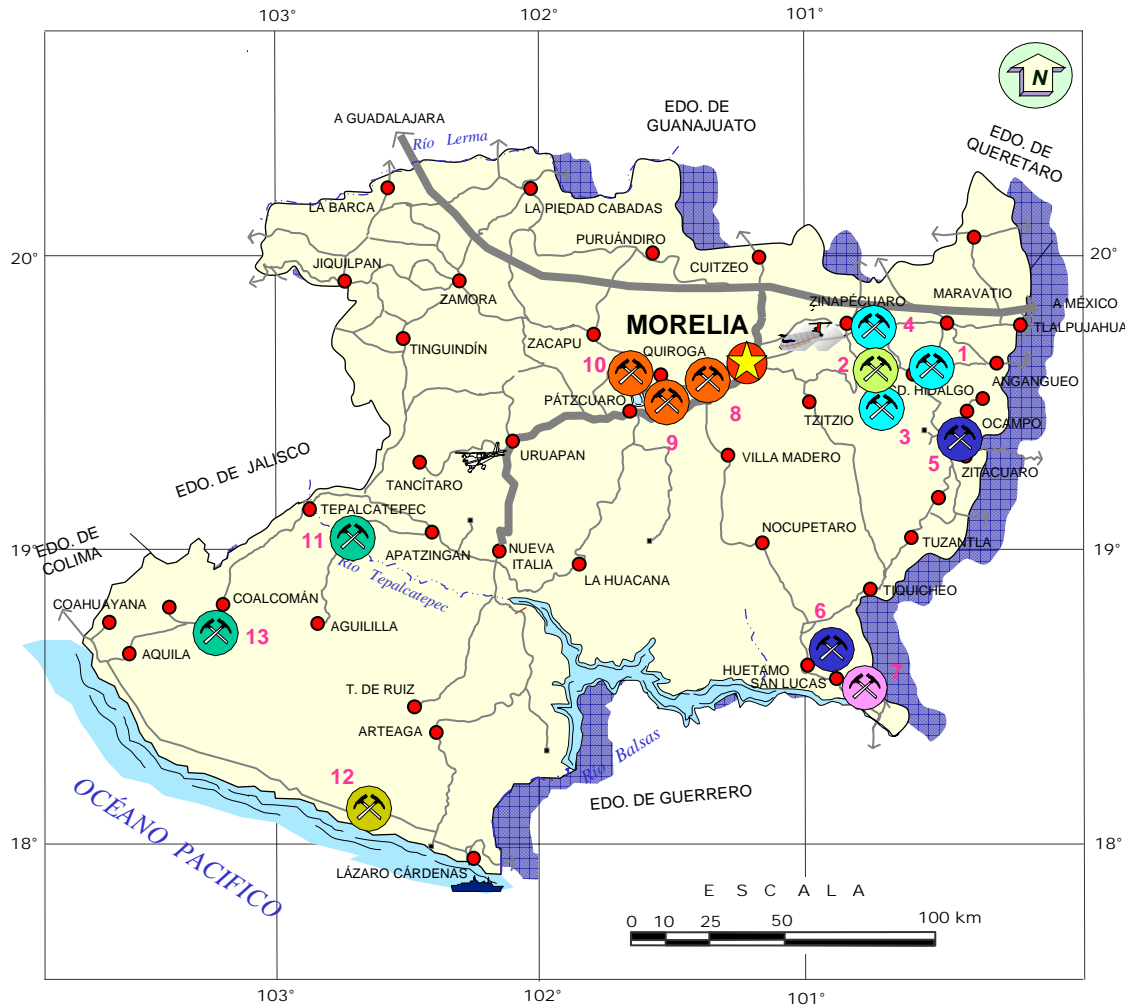 103°
102°
101°
N
A GUADALAJARA
Río Lerma
EDO. DE
GUANAJUATO
EDO. DE
QUERETARO
LA BARCA
LA PIEDAD CABADAS
PURUÁNDIRO
CUITZEO
20°
20°
JIQUILPAN
ZAMORA
ZINAPÉCUARO
MARAVATIO
A MÉXICO
TLALPUJAHUA
MORELIA
4
TINGUINDÍN
ZACAPU
QUIROGA
10
2
1
ANGANGUEO
CD. HIDALGO
PÁTZCUARO
8
9
TZITZIO
3
OCAMPO
5
ZITÁCUARO
URUAPAN
VILLA MADERO
EDO. DE JALISCO
TANCÍTARO
TEPALCATEPEC
NOCUPETARO
TUZANTLA
EDO. DE
COLIMA
11
APATZINGAN
NUEVA
ITALIA
19°
19°
Río Tepalcatepec
LA HUACANA
TIQUICHEO
COAHUAYANA
COALCOMÁN
AGUILILLA
13
6
AQUILA
HUETAMO
SAN LUCAS
7
T. DE RUIZ
ARTEAGA
Río Balsas
12
EDO. DE GUERRERO
OCÉANO PACIFICO
18°
18°
LÁZARO CÁRDENAS
E S C A L A
0 10 25 50 100 km
103°
102°
101°